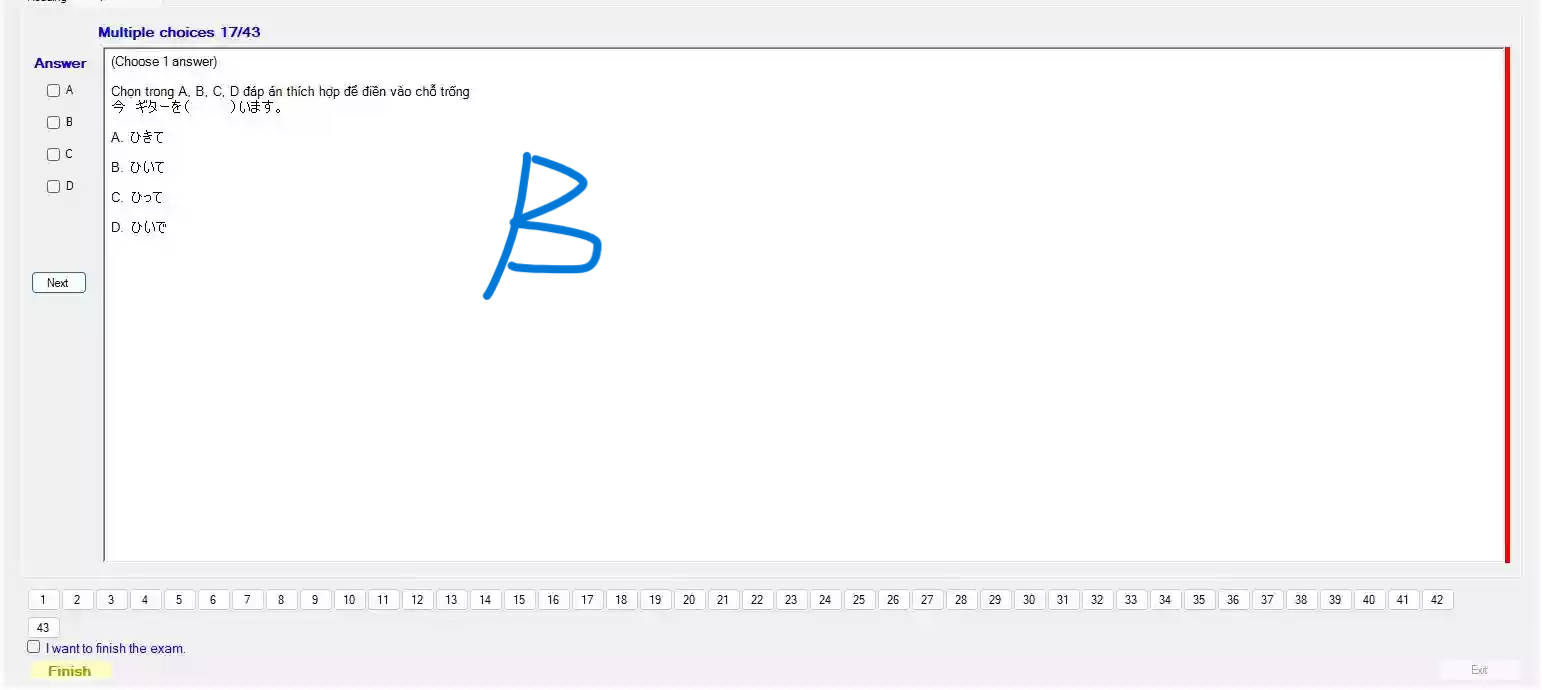 Multiple choices 17/43
Answer
(Choose 1 answer)
A
Chọn trong A, B, C, D đáp án thích hợp để điền vào chỗ trống
今 ギターを( )います。
B
A. ひきて
C
B. ひいて
D
C. ひって
D. ひいで
B
Next
1 2 3 4 5 6 7 8 9 10 11 12 13 14 15 16 17 18 19 20 21 22 23 24 25 26 27 28 29 30 31 32 33 34 35 36 37 38 39 40 41 42
43
I want to finish the exam.
Finish
Exit